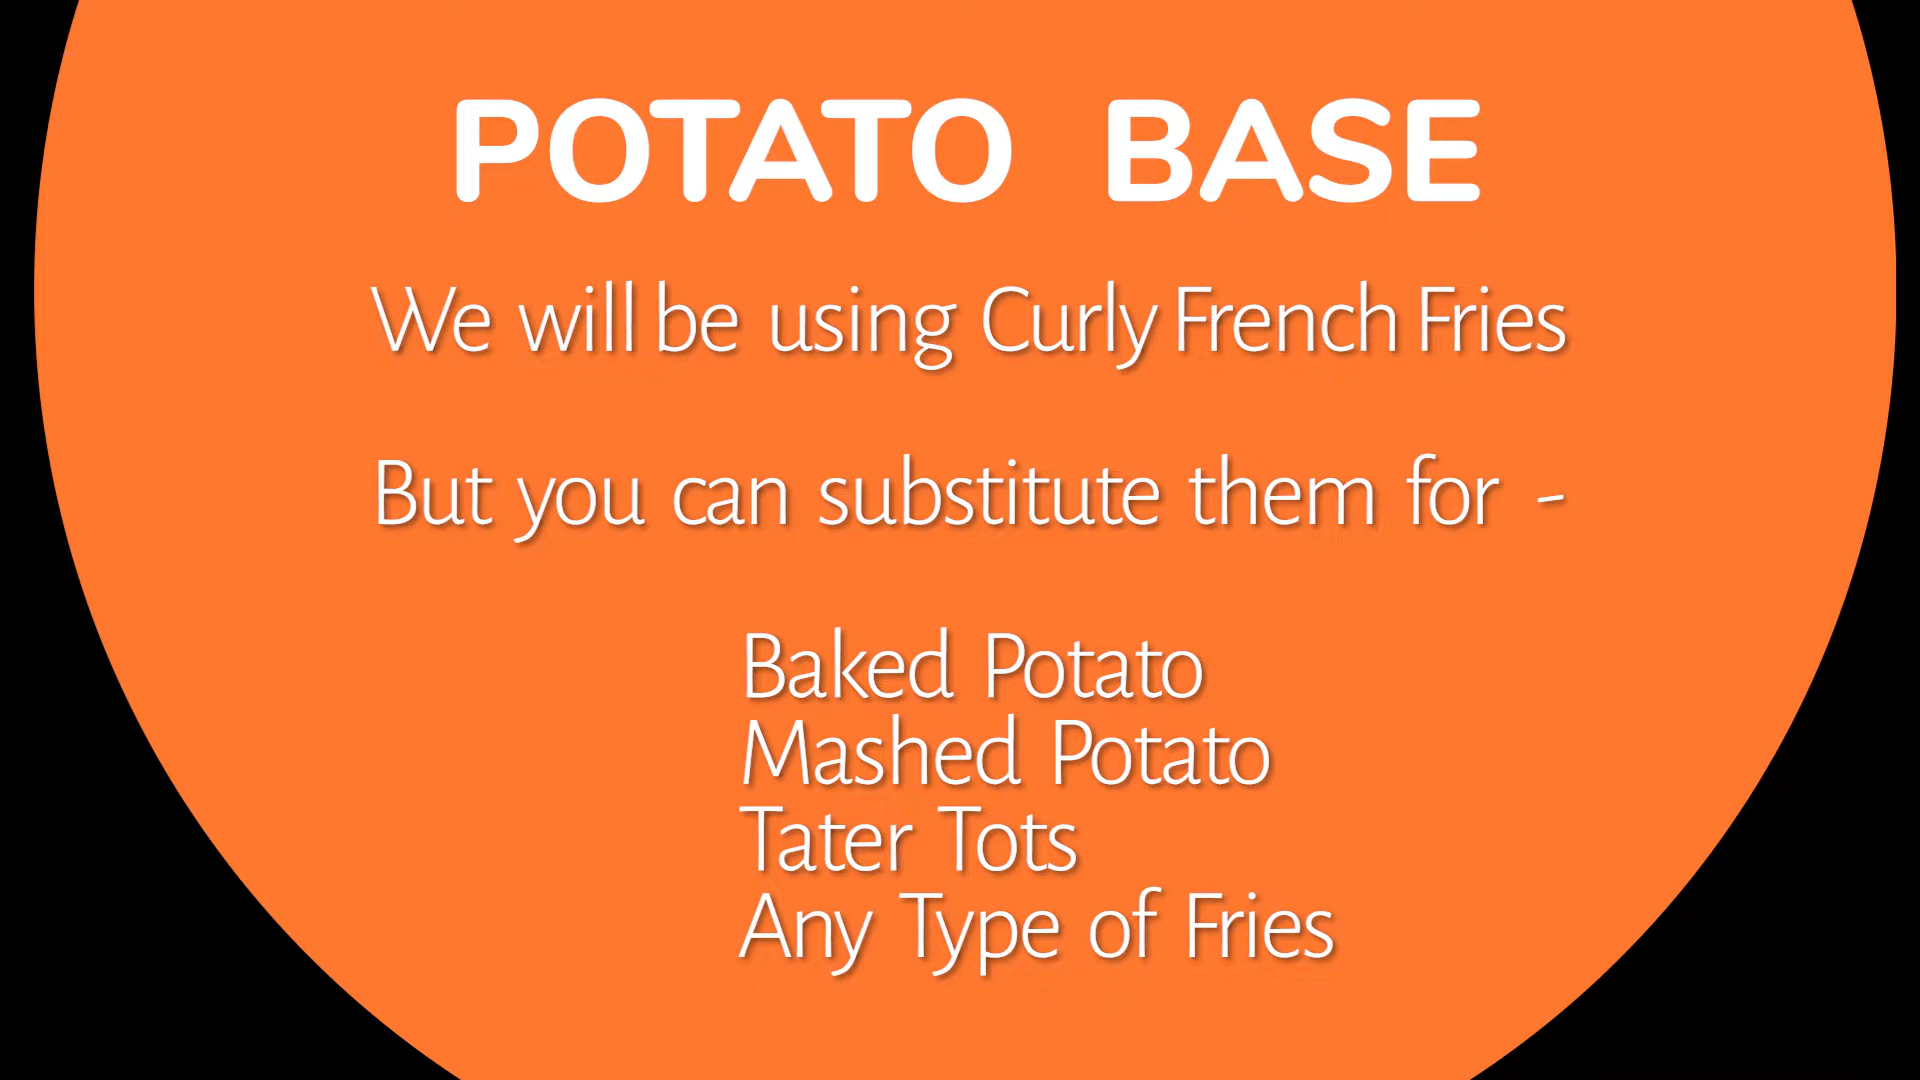 POTATO BASE
We will be using Curly French Fries
But you can substitute them for -
Baked Potato
Mashed Potato
Tater Tots
Any Type of Fries